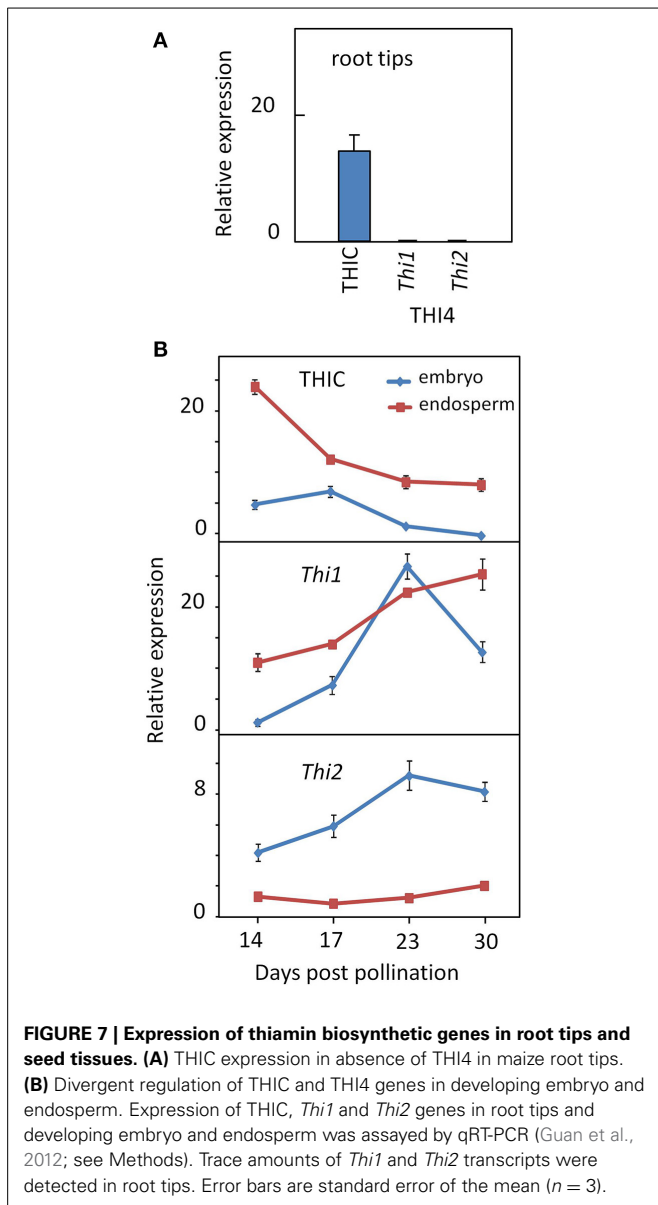 A
root tips
Relative expression
20
0
THIC
Thi1
Thi2
THI4
B
THIC
embryo
endosperm
20
0
Thi1
20
0
Relative expression
Thi2
8
0
14 17 23 30
Days post pollination
FIGURE 7 | Expression of thiamin biosynthetic genes in root tips and
seed tissues. (A) THIC expression in absence of THI4 in maize root tips.
(B) Divergent regulation of THIC and THI4 genes in developing embryo and
endosperm. Expression of THIC, Thi1 and Thi2 genes in root tips and
developing embryo and endosperm was assayed by qRT-PCR (Guan et al.,
2012; see Methods). Trace amounts of Thi1 and Thi2 transcripts were
detected in root tips. Error bars are standard error of the mean (n = 3).